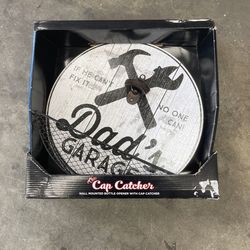 IF HE CAN'T
FIX IT
NO ONE
CAN!
Dad's
GARAGE
The Cap Catcher
WALL MOUNTED BOTTLE OPENER WITH CAP CATCHER